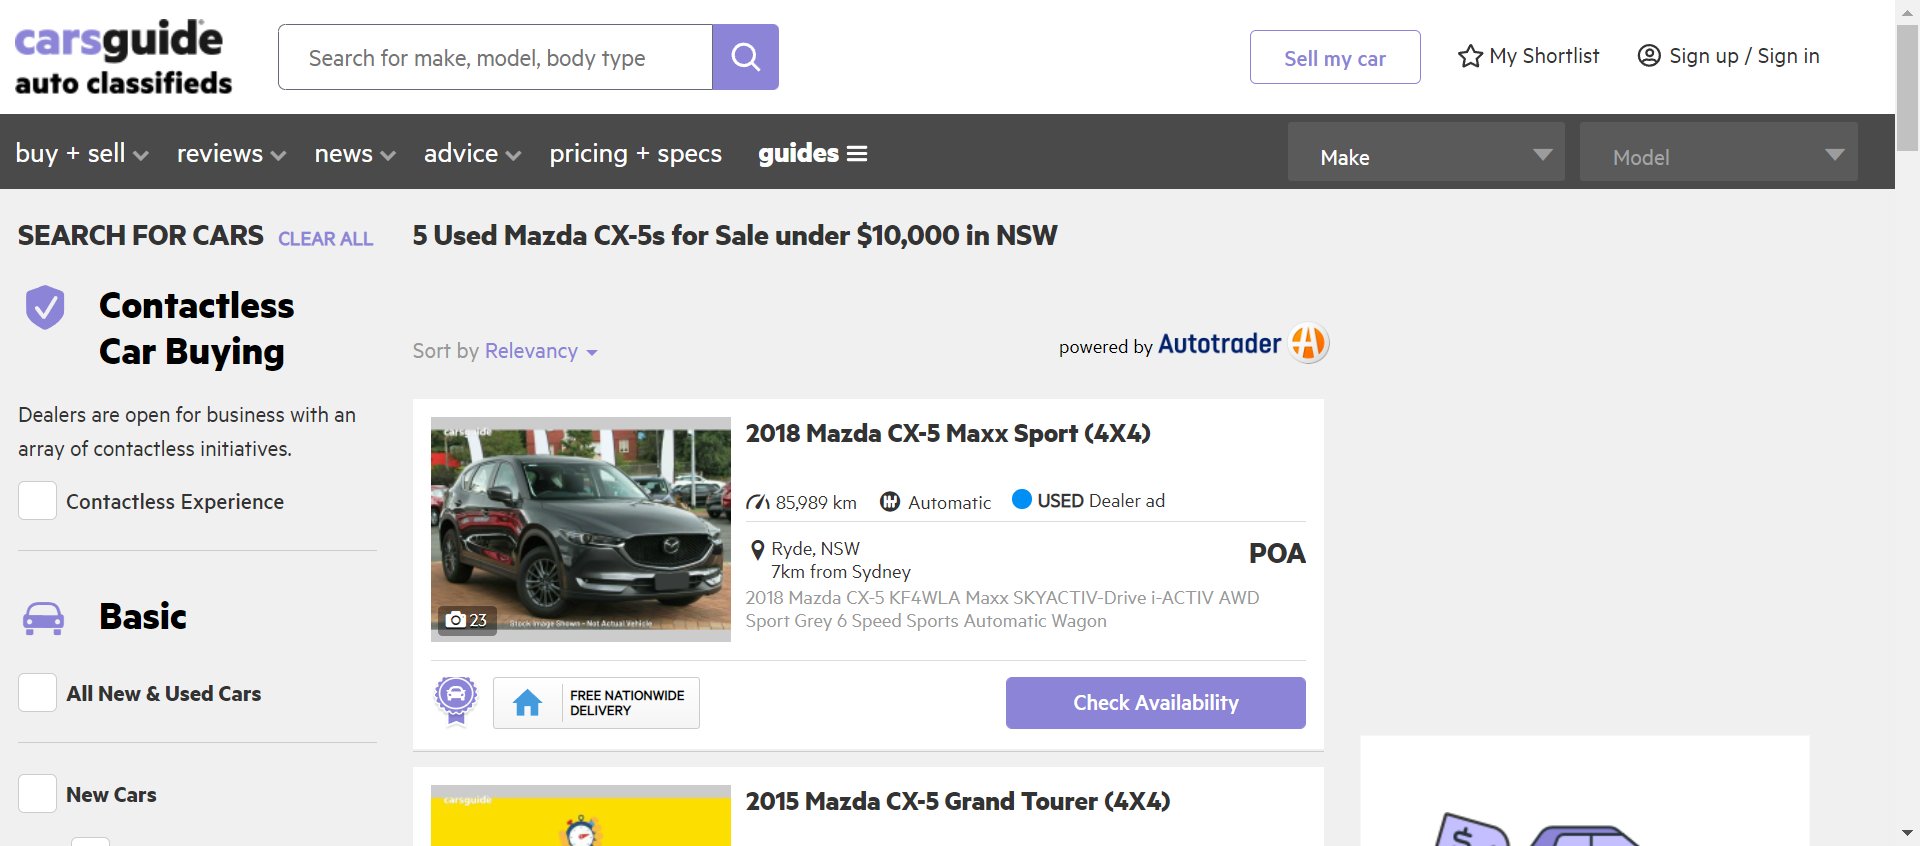 carsguide
auto classifieds
Search for make, model, body type
Sell my car
My Shortlist
Sign up / Sign in
buy + sell
reviews
news
advice
pricing + specs
guides
Make
Model
SEARCH FOR CARS
CLEAR ALL
5 Used Mazda CX-5s for Sale under $10,000 in NSW
Contactless
Car Buying
Dealers are open for business with an
array of contactless initiatives.
Contactless Experience
Basic
All New & Used Cars
New Cars
Sort by Relevancy
powered by Autotrader
carsguide
23
Stock Image Shown - Not Actual Vehicle
2018 Mazda CX-5 Maxx Sport (4X4)
85,989 km
Automatic
USED Dealer ad
Ryde, NSW
7km from Sydney
POA
2018 Mazda CX-5 KF4WLA Maxx SKYACTIV-Drive i-ACTIV AWD
Sport Grey 6 Speed Sports Automatic Wagon
FREE NATIONWIDE
DELIVERY
Check Availability
carsguide
2015 Mazda CX-5 Grand Tourer (4X4)
$